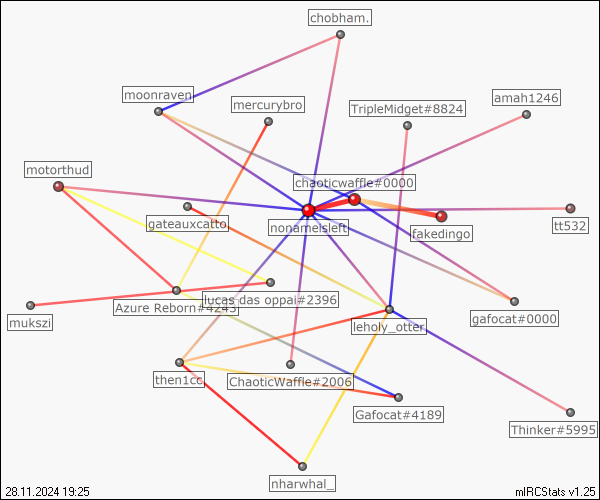 chobham.
moonraven
mercurybro
TripleMidget#8824
amah1246
motorthud
chaoticwaffle#0000
gateauxcatto
nonameisleft
fakedingo
tt532
mukszi
Azure Reborn#4243
lucas das oppai#2396
leholy_otter
gafocat#0000
then1cc
ChaoticWaffle#2006
Gafocat#4189
Thinker#5995
nharwhal_
28.11.2024 19:25
mIRCStats v1.25